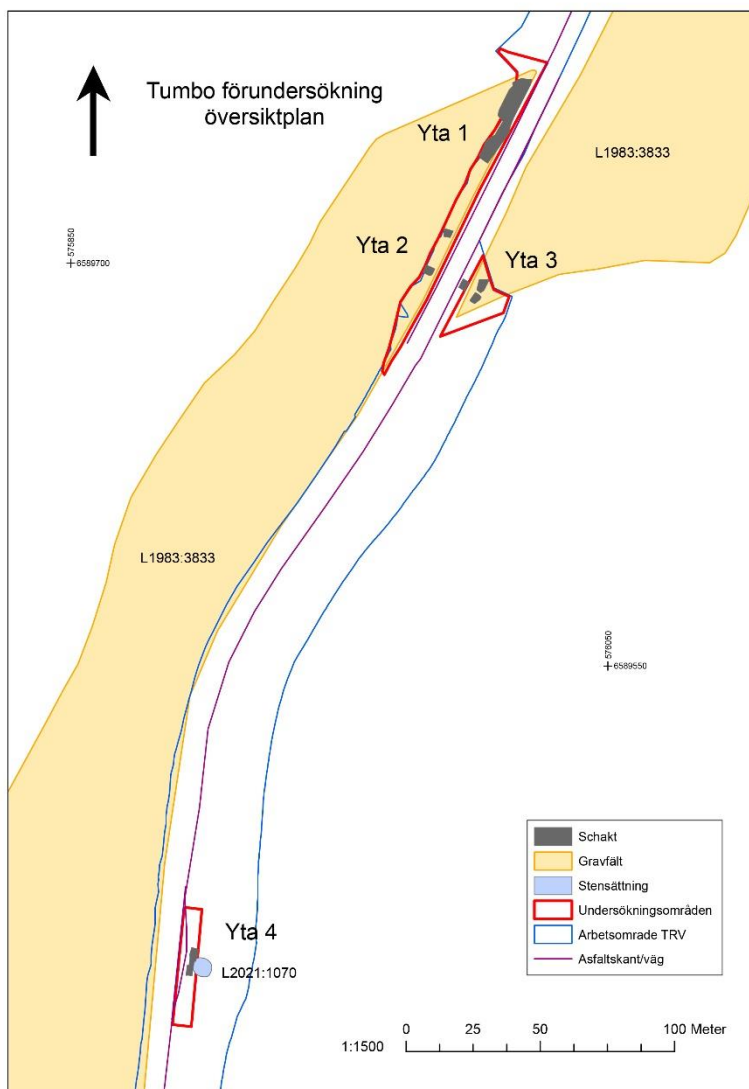 Tumbo förundersökning
översiktplan
Yta 1
L1983:3833
Yta 2
Yta 3
575850
6589700
L1983:3833
576050
6589550
Yta 4
L2021:1070
Schakt
Gravfält
Stensättning
Undersökningsområden
Arbetsomrade TRV
Asfaltskant/väg
1:1500
0 25 50 100 Meter